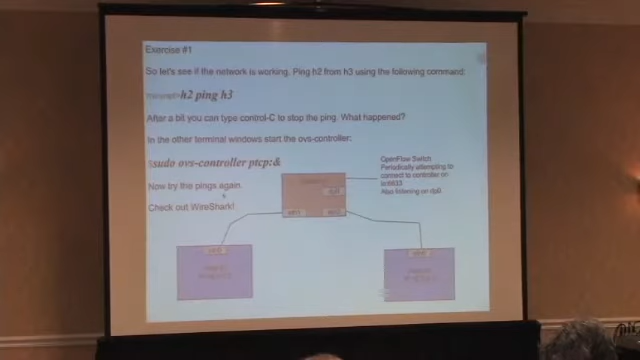 Exercise #1
So let's see if the network is working. Ping h2 from h3 using the following command:
mininet>h2 ping h3
After a bit you can type control-C to stop the ping. What happened?
In the other terminal windows start the ovs-controller:
$sudo ovs-controller ptcp:&
Now try the pings again.
Check out WireShark!
OpenFlow Switch
Periodically attempting to
connect to controller on
Also listening on dp0